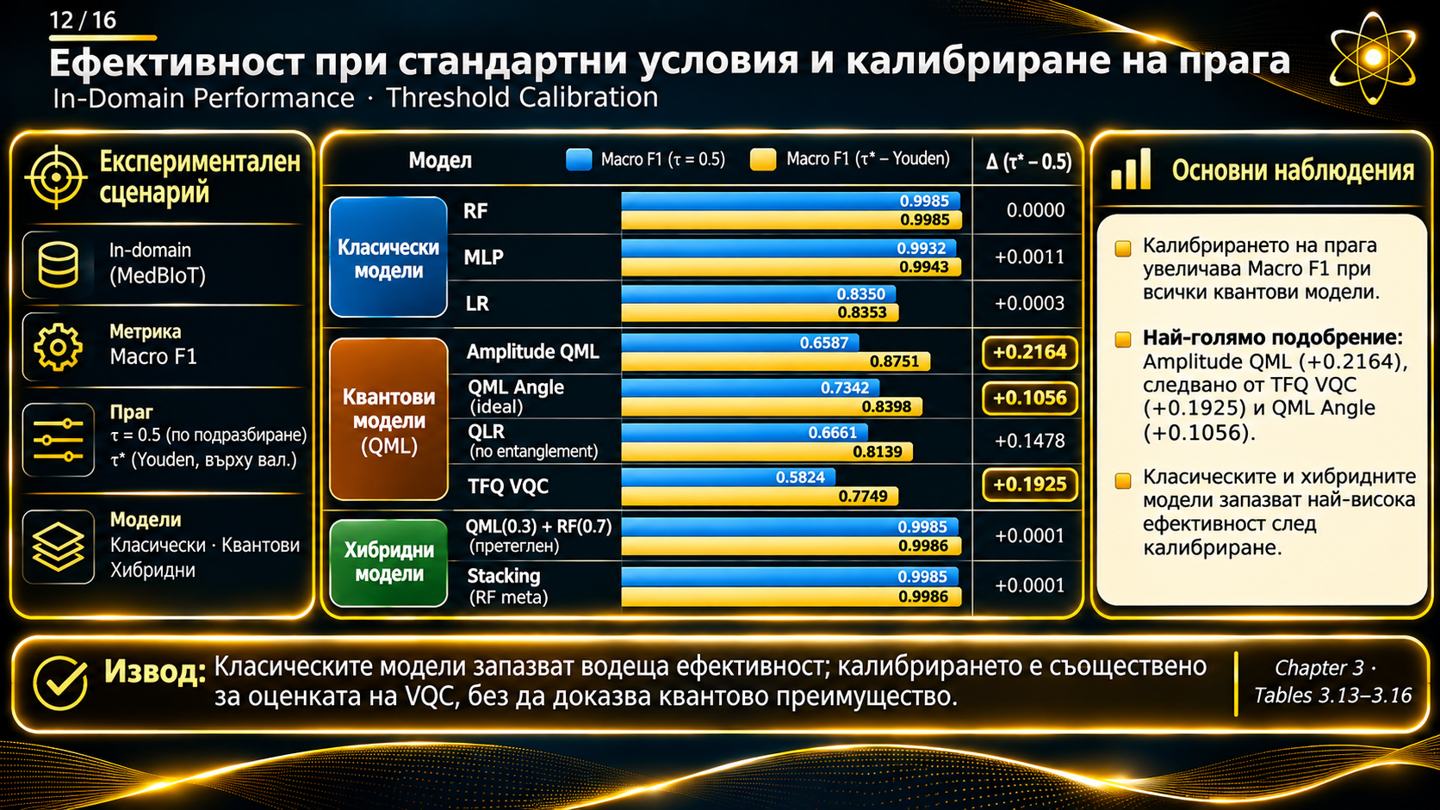 12 / 16
Ефективност при стандартни условия и калибриране на прага
In-Domain Performance · Threshold Calibration
Експериментален
сценарий
In-domain
(MedBIoT)
Метрика
Macro F1
Праг
τ = 0.5 (по подразбиране)
τ* (Youden, върху вал.)
Модели
Класически · Квантови
Хибридни
Модел
Macro F1 (τ = 0.5)
Macro F1 (τ* – Youden)
Δ (τ* – 0.5)
Класически
модели
RF
0.9985
0.9985
0.0000
MLP
0.9932
0.9943
+0.0011
LR
0.8350
0.8353
+0.0003
Квантови
модели
(QML)
Amplitude QML
0.6587
0.8751
+0.2164
QML Angle
(ideal)
0.7342
0.8398
+0.1056
QLR
(no entanglement)
0.6661
0.8139
+0.1478
TFQ VQC
0.5824
0.7749
+0.1925
Хибридни
модели
QML(0.3) + RF(0.7)
(претеглен)
0.9985
0.9986
+0.0001
Stacking
(RF meta)
0.9985
0.9986
+0.0001
Основни наблюдения
Калибрирането на прага
увеличава Macro F1 при
всички квантови модели.
Най-голямо подобрение:
Amplitude QML (+0.2164),
следвано от TFQ VQC
(+0.1925) и QML Angle
(+0.1056).
Класическите и хибридните
модели запазват най-висока
ефективност след
калибриране.
Извод: Класическите модели запазват водеща ефективност; калибрирането е съоществено
за оценката на VQC, без да доказва квантово преимущество.
Chapter 3 ·
Tables 3.13–3.16